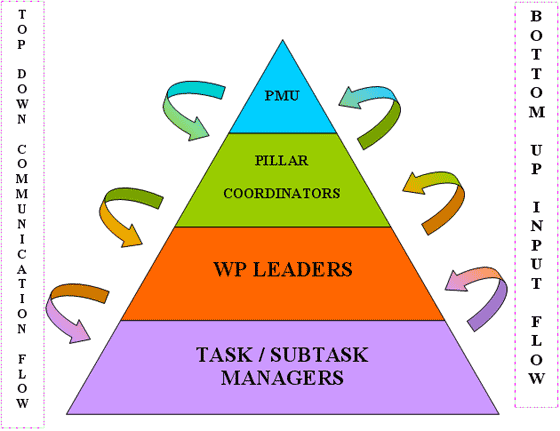 TOP DOWN COMMUNICATION FLOW
PMU
PILLAR
COORDINATORS
WP LEADERS
TASK / SUBTASK
MANAGERS
BOTTOM UP INPUT FLOW